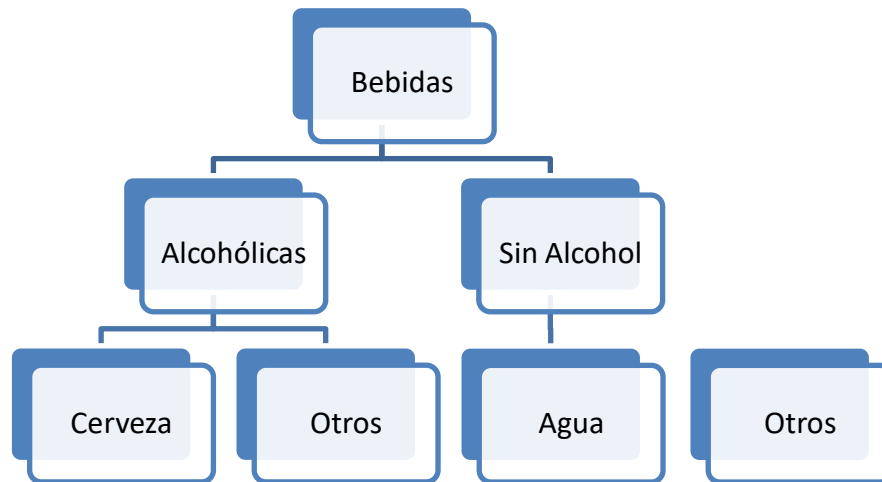 Bebidas
Alcohólicas
Sin Alcohol
Cerveza
Otros
Agua
Otros